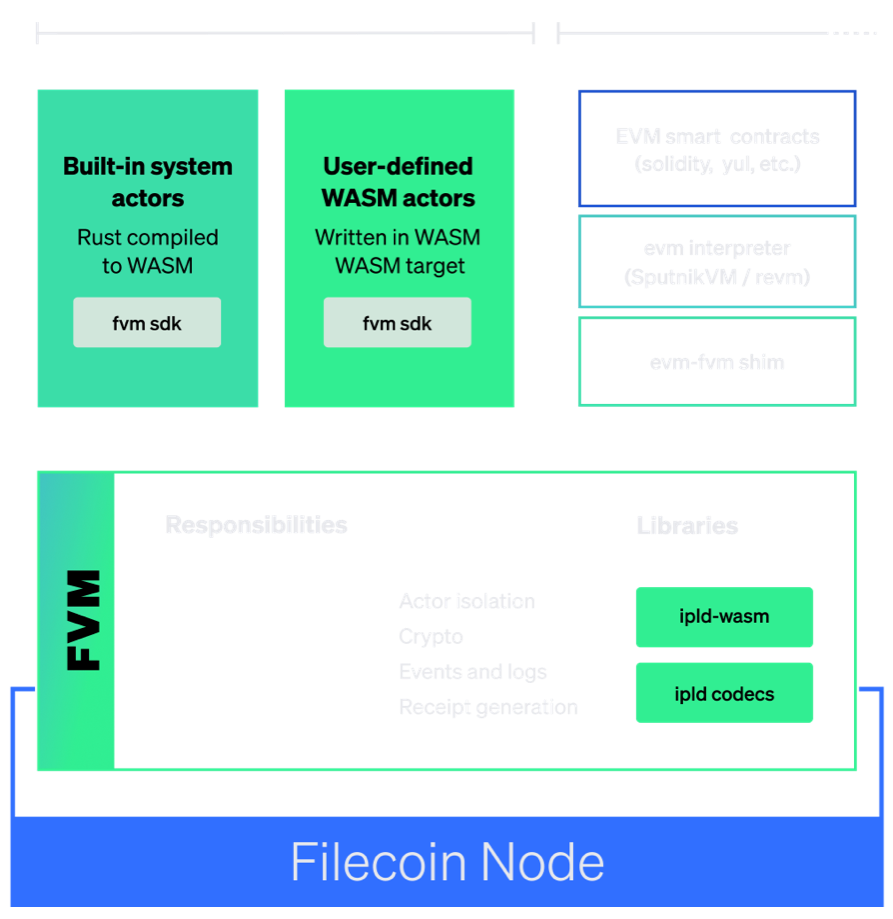 Built-in system
actors
Rust compiled
to WASM
fvm sdk
User-defined
WASM actors
Written in WASM
WASM target
fvm sdk
EVM smart contracts
(solidity, yul, etc.)
evm interpreter
(SputnikVM / revm)
evm-fvm shim
FVM
Responsibilities
Actor isolation
Crypto
Events and logs
Receipt generation
Libraries
ipld-wasm
ipld codecs
Filecoin Node